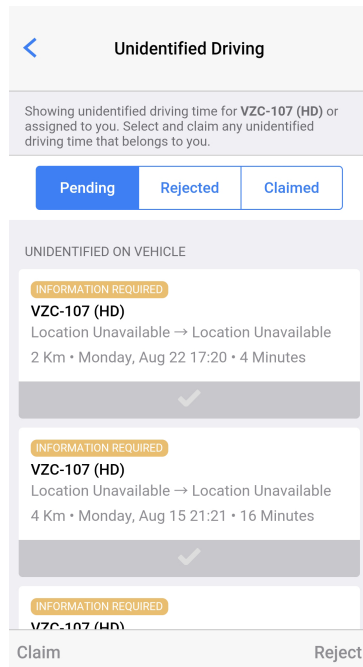 Unidentified Driving
Showing unidentified driving time for VZC-107 (HD) or
assigned to you. Select and claim any unidentified
driving time that belongs to you.
Pending Rejected Claimed
UNIDENTIFIED ON VEHICLE
INFORMATION REQUIRED
VZC-107 (HD)
Location Unavailable → Location Unavailable
2 Km • Monday, Aug 22 17:20 • 4 Minutes
INFORMATION REQUIRED
VZC-107 (HD)
Location Unavailable → Location Unavailable
4 Km • Monday, Aug 15 21:21 • 16 Minutes
INFORMATION REQUIRED
VZC-107 (HD)
Claim Reject